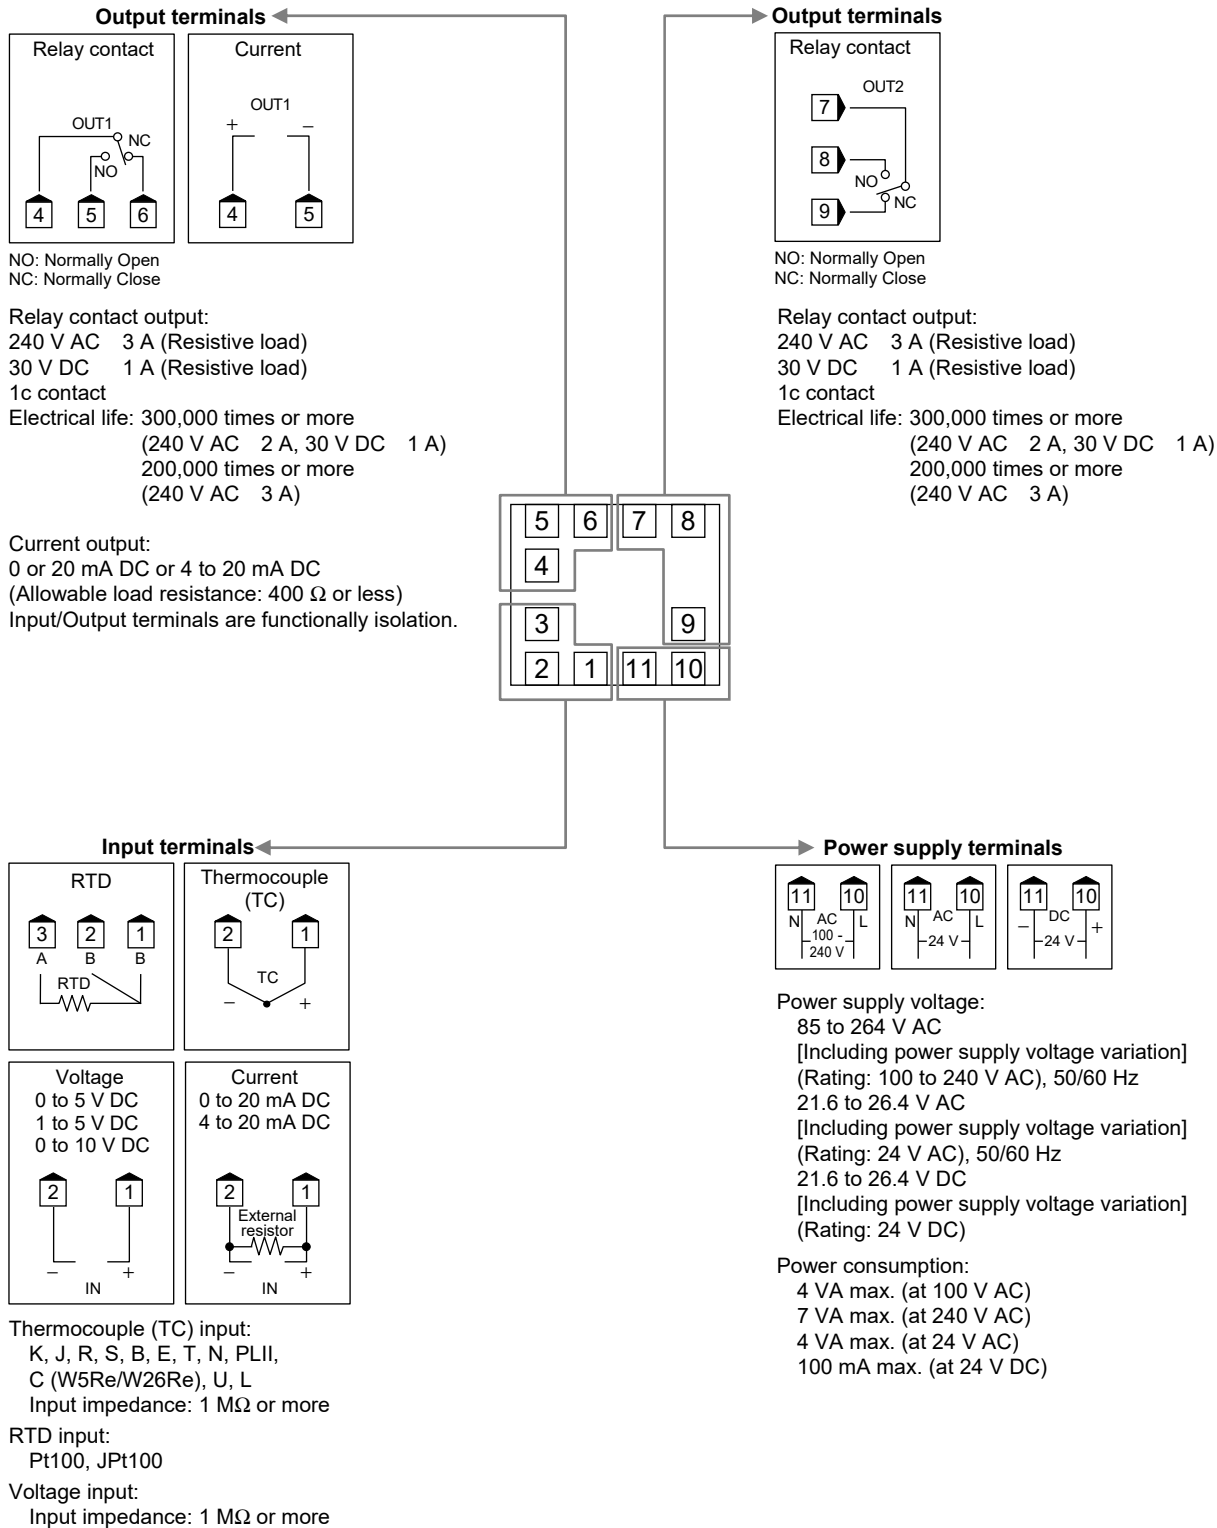 Output terminals
Relay contact
OUT1
NC
NO
4 5 6
Current
OUT1
+ −
4 5
NO: Normally Open
NC: Normally Close
Relay contact output:
240 V AC 3 A (Resistive load)
30 V DC 1 A (Resistive load)
1c contact
Electrical life: 300,000 times or more
(240 V AC 2 A, 30 V DC 1 A)
200,000 times or more
(240 V AC 3 A)
Current output:
0 or 20 mA DC or 4 to 20 mA DC
(Allowable load resistance: 400 Ω or less)
Input/Output terminals are functionally isolation.
Output terminals
Relay contact
OUT2
7
8
NO
NC
9
NO: Normally Open
NC: Normally Close
Relay contact output:
240 V AC 3 A (Resistive load)
30 V DC 1 A (Resistive load)
1c contact
Electrical life: 300,000 times or more
(240 V AC 2 A, 30 V DC 1 A)
200,000 times or more
(240 V AC 3 A)
5 6 7 8
4
3 9
2 1 11 10
Input terminals
RTD
3 2 1
A B B
RTD
Thermocouple
(TC)
2 1
TC
− +
Voltage
0 to 5 V DC
1 to 5 V DC
0 to 10 V DC
2 1
− +
IN
Current
0 to 20 mA DC
4 to 20 mA DC
2 1
External
resistor
− +
IN
Thermocouple (TC) input:
K, J, R, S, B, E, T, N, PLII,
C (W5Re/W26Re), U, L
Input impedance: 1 MΩ or more
RTD input:
Pt100, JPt100
Voltage input:
Input impedance: 1 MΩ or more
Power supply terminals
11 10
N AC L
100 -
240 V
11 10
N AC L
24 V
11 10
− DC +
24 V
Power supply voltage:
85 to 264 V AC
[Including power supply voltage variation]
(Rating: 100 to 240 V AC), 50/60 Hz
21.6 to 26.4 V AC
[Including power supply voltage variation]
(Rating: 24 V AC), 50/60 Hz
21.6 to 26.4 V DC
[Including power supply voltage variation]
(Rating: 24 V DC)
Power consumption:
4 VA max. (at 100 V AC)
7 VA max. (at 240 V AC)
4 VA max. (at 24 V AC)
100 mA max. (at 24 V DC)